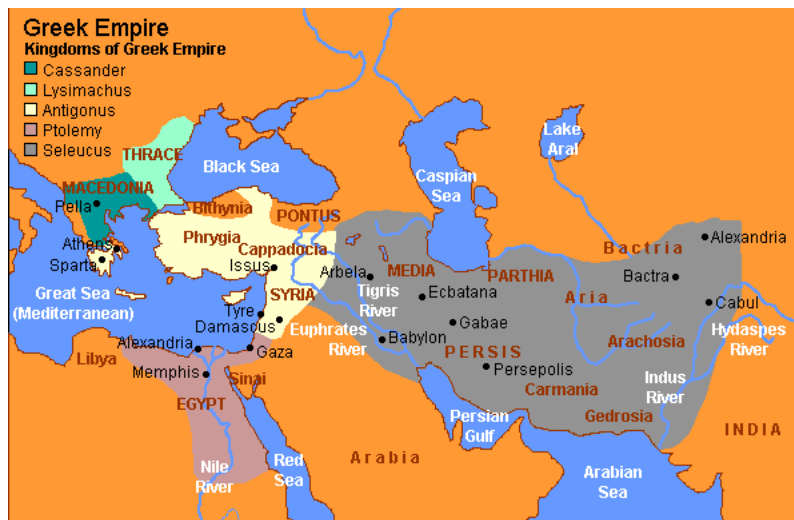 Greek Empire
Kingdoms of Greek Empire
Cassander
Lysimachus
Antigonus
Ptolemy
Seleucus
THRACE
Black Sea
Caspian
Sea
Lake
Aral
MACEDONIA
Pella
Bithynia
PONTUS
Athens
Phrygia
Cappadocia
Sparta
Issus
Arbela
MEDIA
PARTHIA
Bactria
Alexandria
Bactra
Great Sea
(Mediterranean)
SYRIA
Tigris
River
Ecbatana
Aria
Cabul
Tyre
Damascus
Euphrates
River
Gabae
Arachosia
Hydaspes
River
Alexandria
Gaza
Babylon
Libya
Memphis
Sinai
PERSIS
Persepolis
Carmania
Indus
River
EGYPT
Persian
Gulf
Gedrosia
INDIA
Nile
River
Red
Sea
Arabia
Arabian
Sea